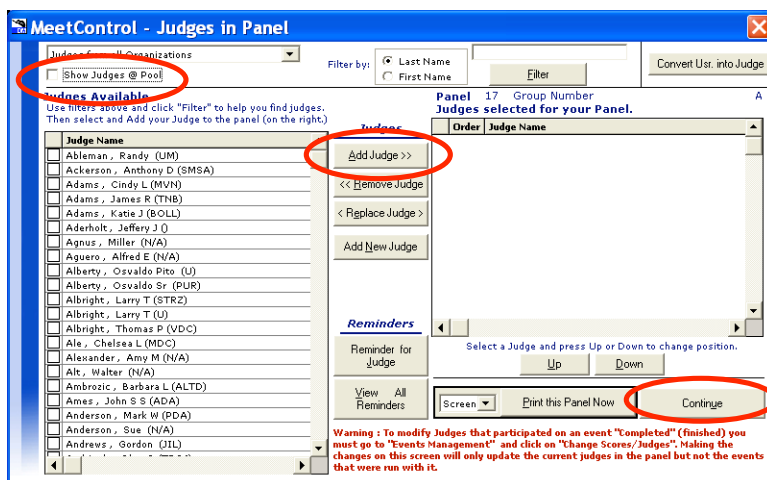 MeetControl - Judges in Panel
Judges from all Organizations
Show Judges @ Pool
Filter by:
Last Name
First Name
Filter
Convert Usr. into Judge
Judges Available
Use filters above and click "Filter" to help you find judges.
Then select and Add your Judge to the panel (on the right.)
Judge Name
Ableman , Randy (UM)
Ackerson , Anthony D (SMSA)
Adams , Cindy L (MVN)
Adams , James R (TNB)
Adams , Katie J (BOLL)
Aderholt , Jeffery J ()
Agnus , Miller (N/A)
Aguero , Alfred E (N/A)
Alberty , Osvaldo Pito (U)
Alberty , Osvaldo Sr (PUR)
Albright , Larry T (STRZ)
Albright , Larry T (U)
Albright , Thomas P (VDC)
Ale , Chelsea L (MDC)
Alexander , Amy M (N/A)
Alt , Walter (N/A)
Ambrozic , Barbara L (ALTD)
Ames , John S S (ADA)
Anderson , Mark W (PDA)
Anderson , Sue (N/A)
Andrews , Gordon (JIL)
Judges
Add Judge >>
<< Remove Judge
< Replace Judge >
Add New Judge
Reminders
Reminder for
Judge
View All
Reminders
Panel 17 Group Number A
Judges selected for your Panel.
Order Judge Name
Select a Judge and press Up or Down to change position.
Up Down
Screen Print this Panel Now Continue
Warning : To modify Judges that participated on an event "Completed" (finished) you
must go to "Events Management" and click on "Change Scores/Judges". Making the
changes on this screen will only update the current judges in the panel but not the events
that were run with it.